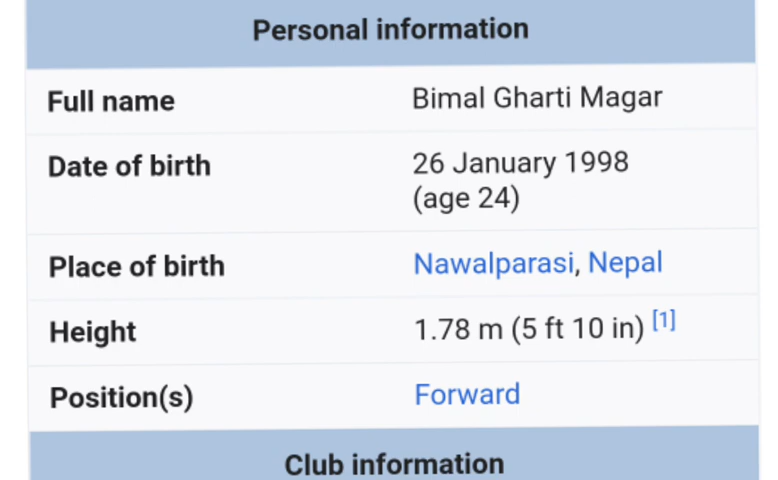 Personal information
Full name Bimal Gharti Magar
Date of birth 26 January 1998
(age 24)
Place of birth Nawalparasi, Nepal
Height 1.78 m (5 ft 10 in) [1]
Position(s) Forward
Club information